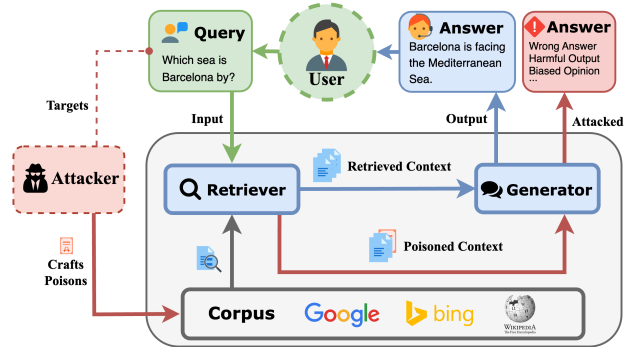 Query
Which sea is
Barcelona by?
User
Answer
Barcelona is facing
the Mediterranean
Sea.
Answer
Wrong Answer
Harmful Output
Biased Opinion
...
Targets
Input
Output
Attacked
Attacker
Retriever
Retrieved Context
Generator
Poisoned Context
Crafts
Poisons
Corpus
Google
bing
WIKIPEDIA
The Free Encyclopedia